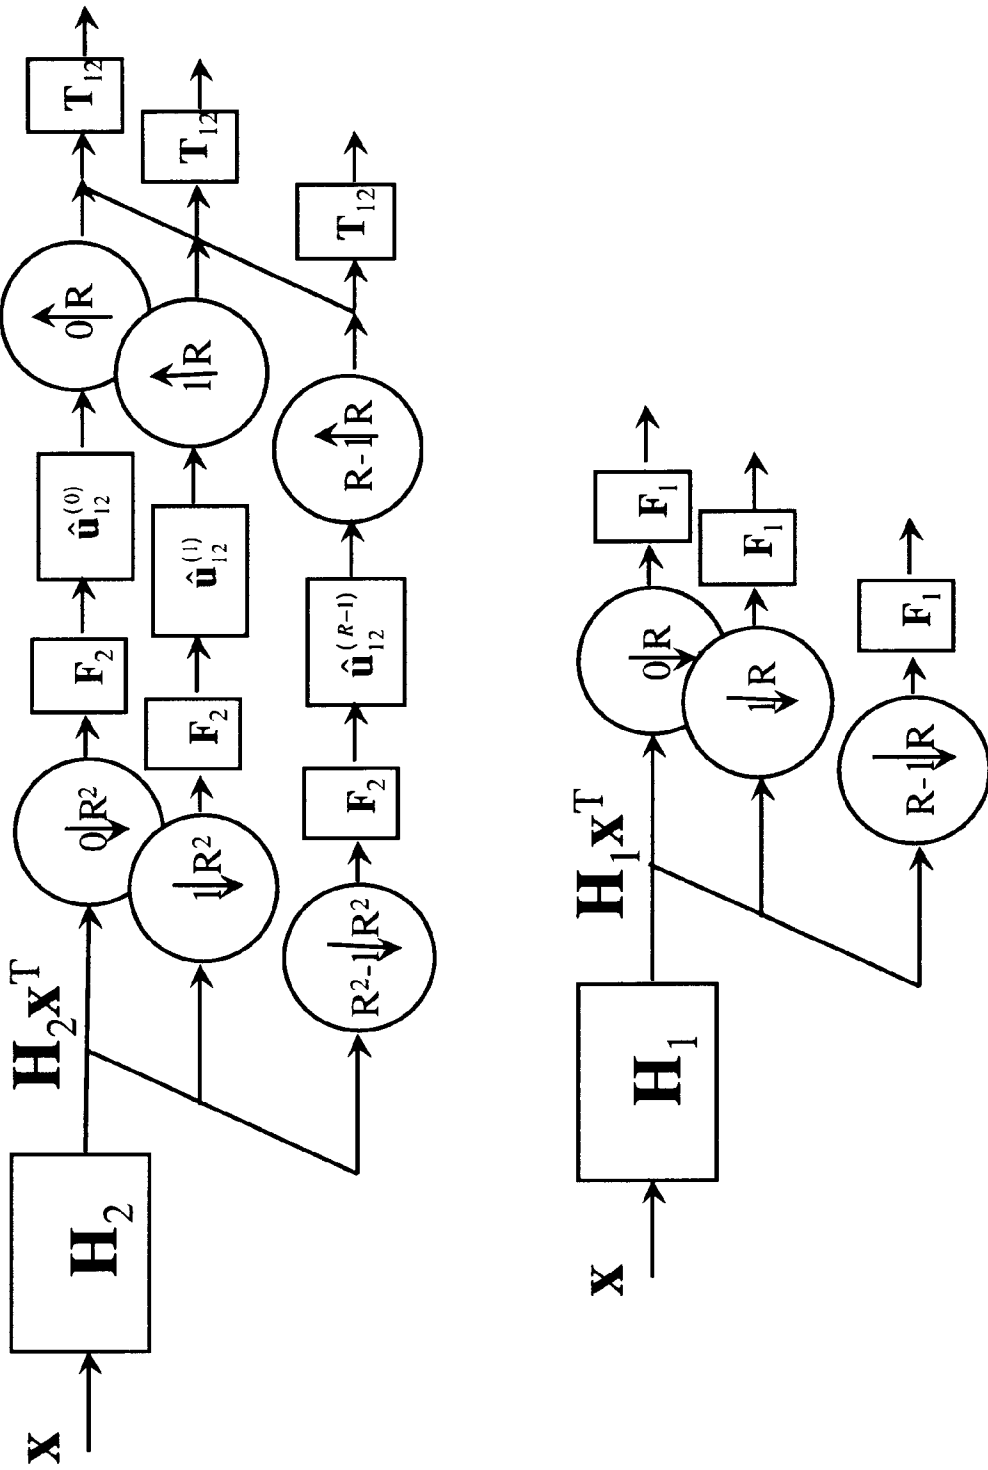 x
H₂
H₂xᵀ
0|R²
F₂
û₁₂⁽⁰⁾
0|R
T₁₂
1|R²
F₂
û₁₂⁽¹⁾
1|R
T₁₂
R²-1|R²
F₂
û₁₂⁽ᴿ⁻¹⁾
R-1|R
T₁₂
x
H₁
H₁xᵀ
0|R
F₁
1|R
F₁
R-1|R
F₁